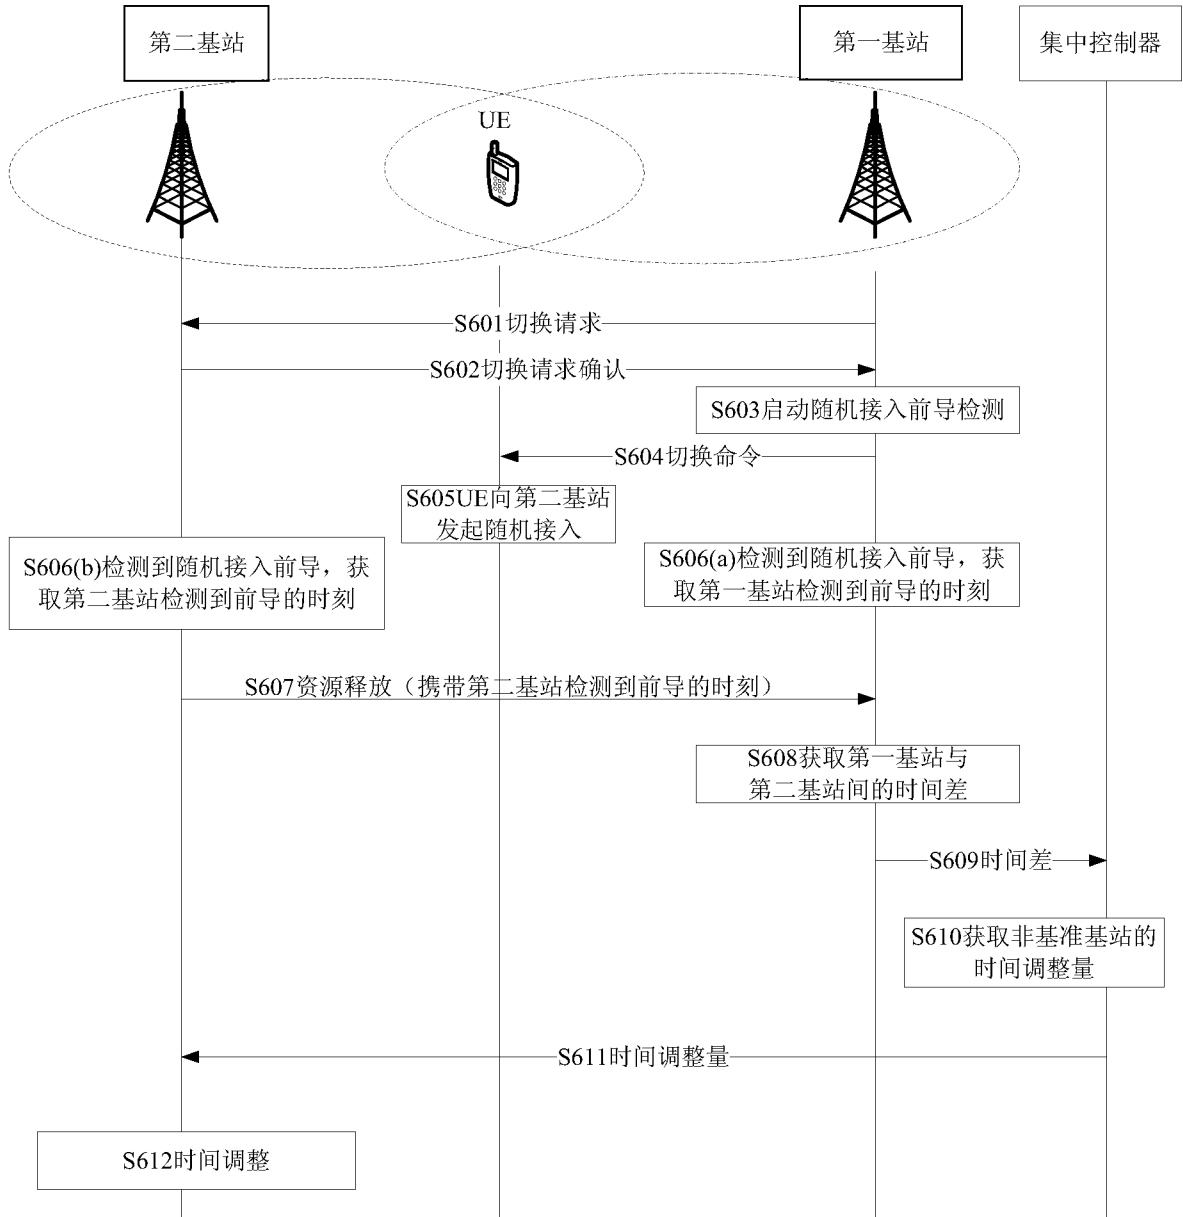 第二基站
第一基站
集中控制器
UE
S601切换请求
S602切换请求确认
S603启动随机接入前导检测
S604切换命令
S605UE向第二基站
发起随机接入
S606(b)检测到随机接入前导，获
取第二基站检测到前导的时刻
S606(a)检测到随机接入前导，获
取第一基站检测到前导的时刻
S607资源释放（携带第二基站检测到前导的时刻）
S608获取第一基站与
第二基站间的时间差
S609时间差
S610获取非基准基站的
时间调整量
S611时间调整量
S612时间调整